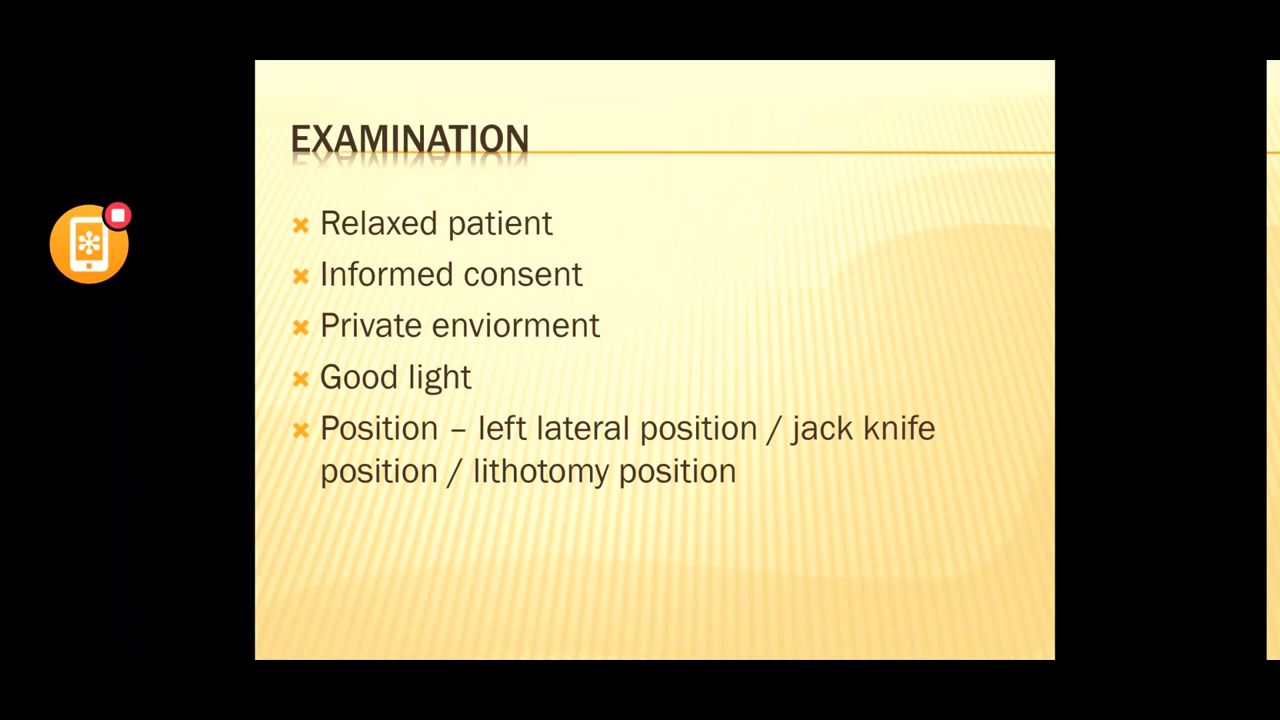 EXAMINATION
Relaxed patient
Informed consent
Private enviorment
Good light
Position – left lateral position / jack knife
position / lithotomy position